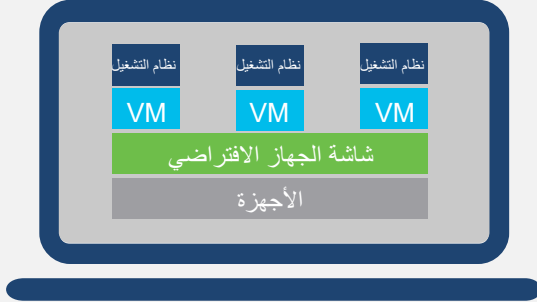 نظام التشغيل
نظام التشغيل
نظام التشغيل
VM
VM
VM
شاشة الجهاز الافتراضي
الأجهزة